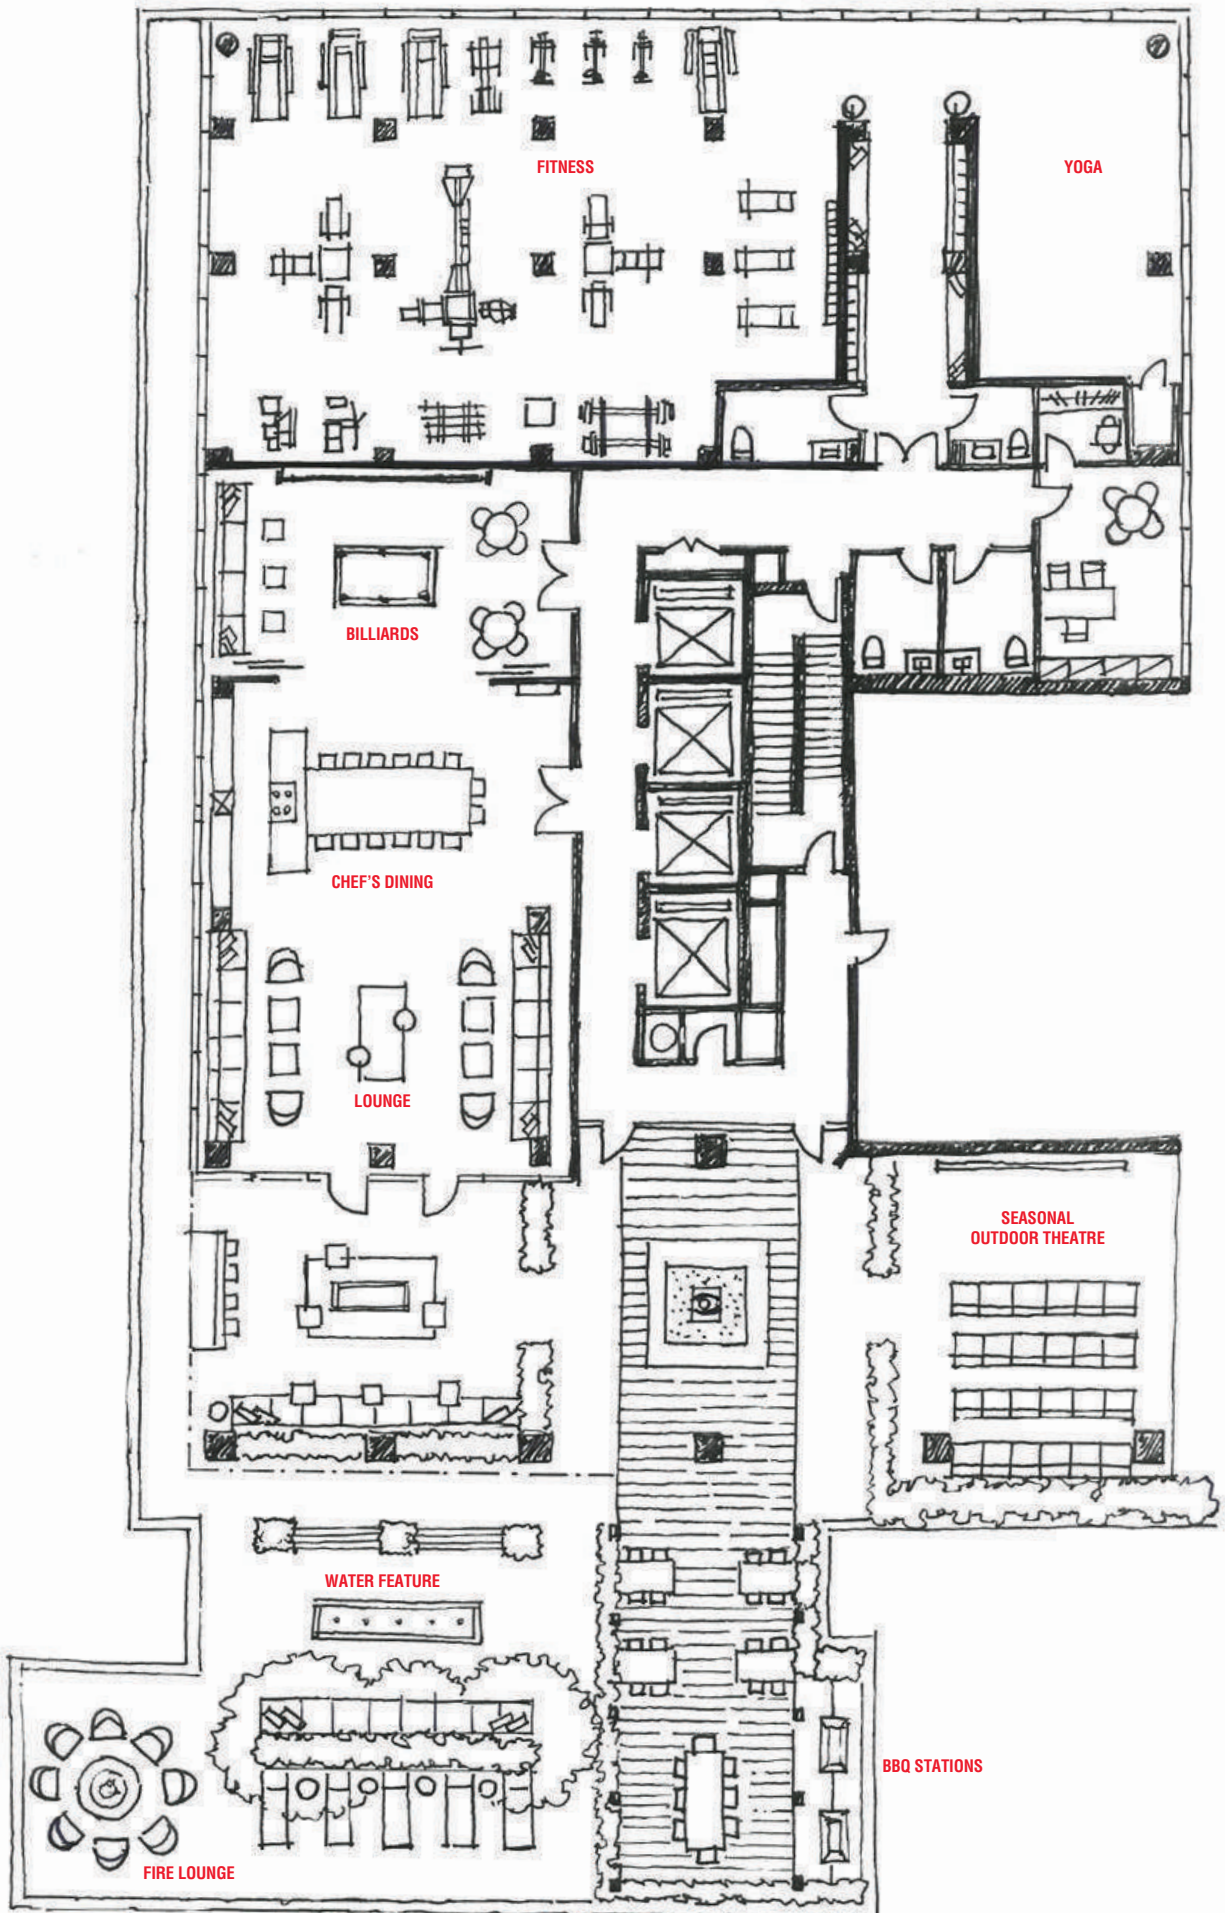 FITNESS
YOGA
BILLIARDS
CHEF'S DINING
LOUNGE
SEASONAL
OUTDOOR THEATRE
WATER FEATURE
BBQ STATIONS
FIRE LOUNGE